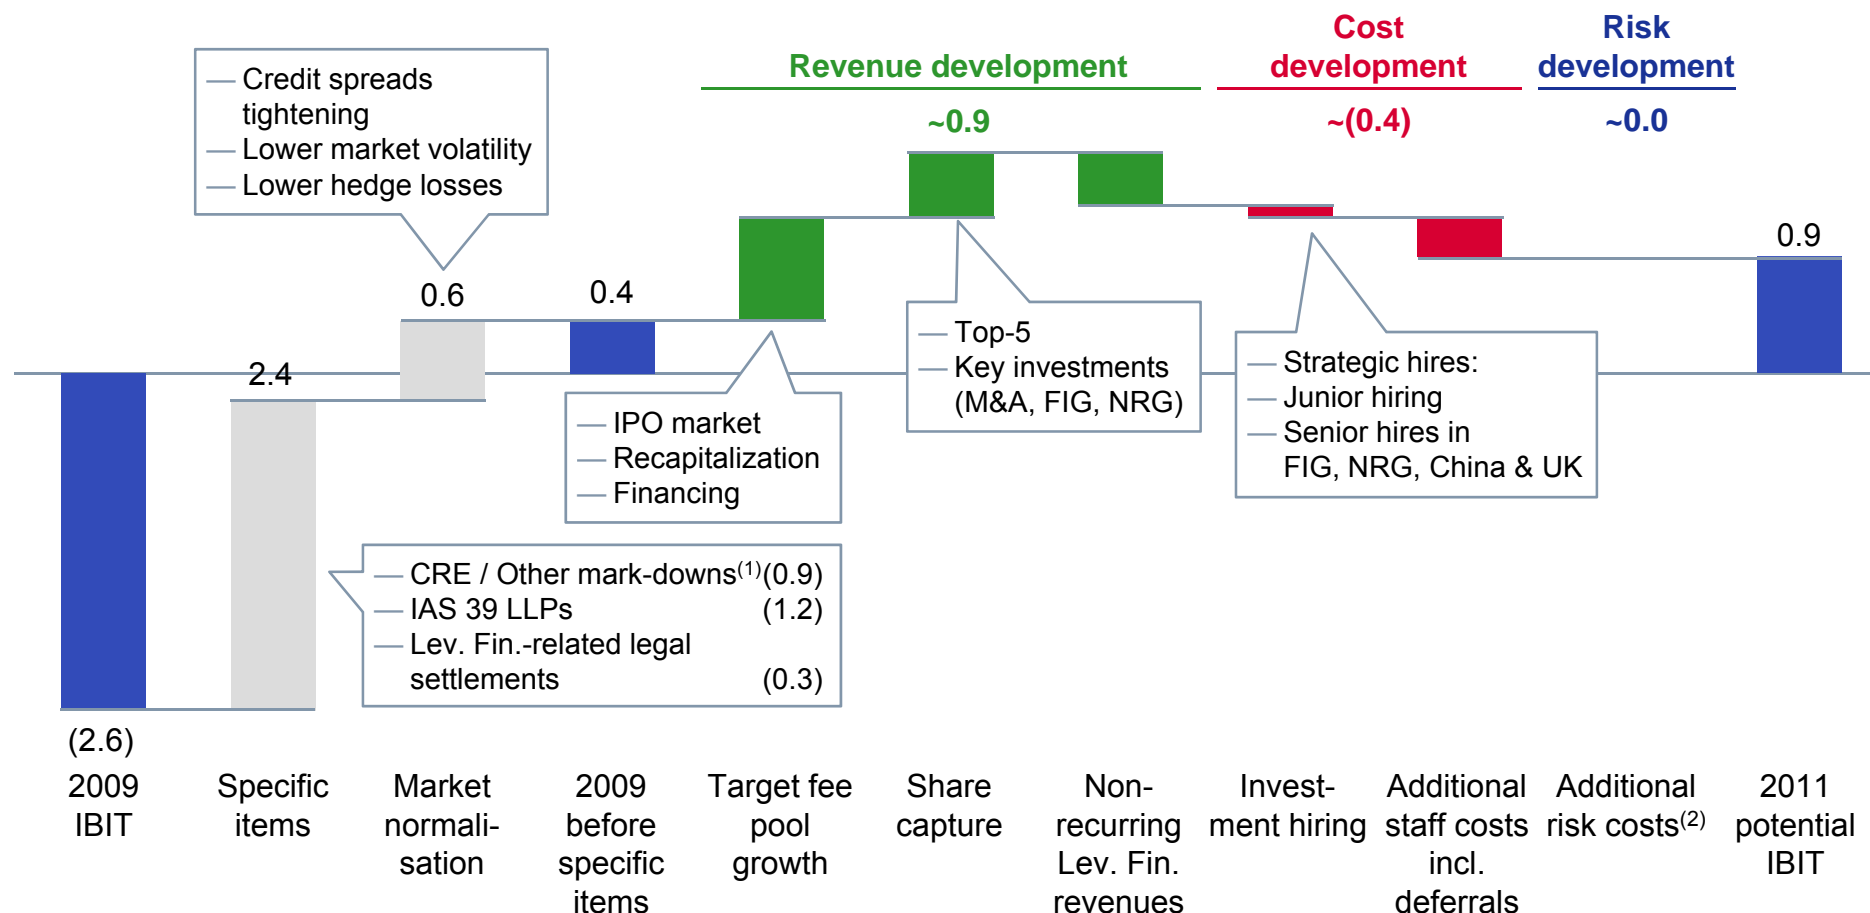 Revenue development
Cost
development
Risk
development
~0.9
~(0.4)
~0.0
— Credit spreads
tightening
— Lower market volatility
— Lower hedge losses
(2.6)
2.4
0.6
0.4
0.9
— IPO market
— Recapitalization
— Financing
— Top-5
— Key investments
(M&A, FIG, NRG)
— Strategic hires:
— Junior hiring
— Senior hires in
FIG, NRG, China & UK
— CRE / Other mark-downs(1) (0.9)
— IAS 39 LLPs (1.2)
— Lev. Fin.-related legal
settlements (0.3)
2009
IBIT
Specific
items
Market
normali-
sation
2009
before
specific
items
Target fee
pool
growth
Share
capture
Non-
recurring
Lev. Fin.
revenues
Invest-
ment hiring
Additional
staff costs
incl.
deferrals
Additional
risk costs(2)
2011
potential
IBIT